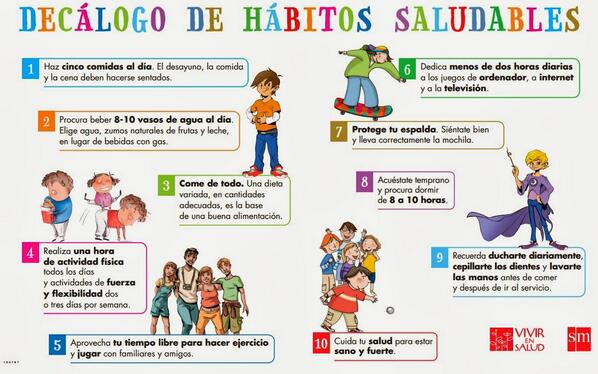 DECÁLOGO DE HÁBITOS SALUDABLES
1 Haz cinco comidas al día. El desayuno, la comida
y la cena deben hacerse sentados.
2 Procura beber 8-10 vasos de agua al día.
Elige agua, zumos naturales de frutas y leche,
en lugar de bebidas con gas.
3 Come de todo. Una dieta
variada, en cantidades
adecuadas, es la base
de una buena alimentación.
4 Realiza una hora
de actividad física
todos los días
y actividades de fuerza
y flexibilidad dos
o tres días por semana.
5 Aprovecha tu tiempo libre para hacer ejercicio
y jugar con familiares y amigos.
6 Dedica menos de dos horas diarias
a los juegos de ordenador, a internet
y a la televisión.
7 Protege tu espalda. Siéntate bien
y lleva correctamente la mochila.
8 Acuéstate temprano
y procura dormir
de 8 a 10 horas.
9 Recuerda ducharte diariamente,
cepillarte los dientes y lavarte
las manos antes de comer
y después de ir al servicio.
10 Cuida tu salud para estar
sano y fuerte.
VIVIR
EN
SALUD
sm